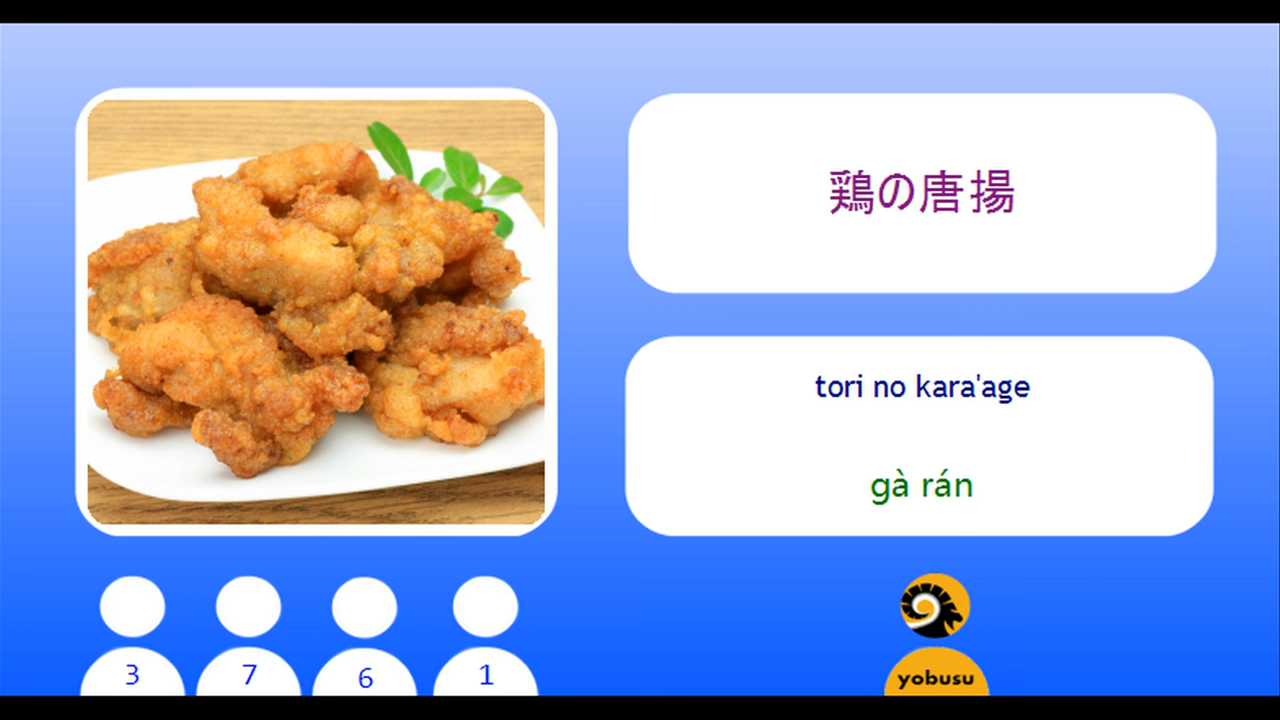 鶏の唐揚
tori no kara'age
gà rán
3 7 6 1
yobusu